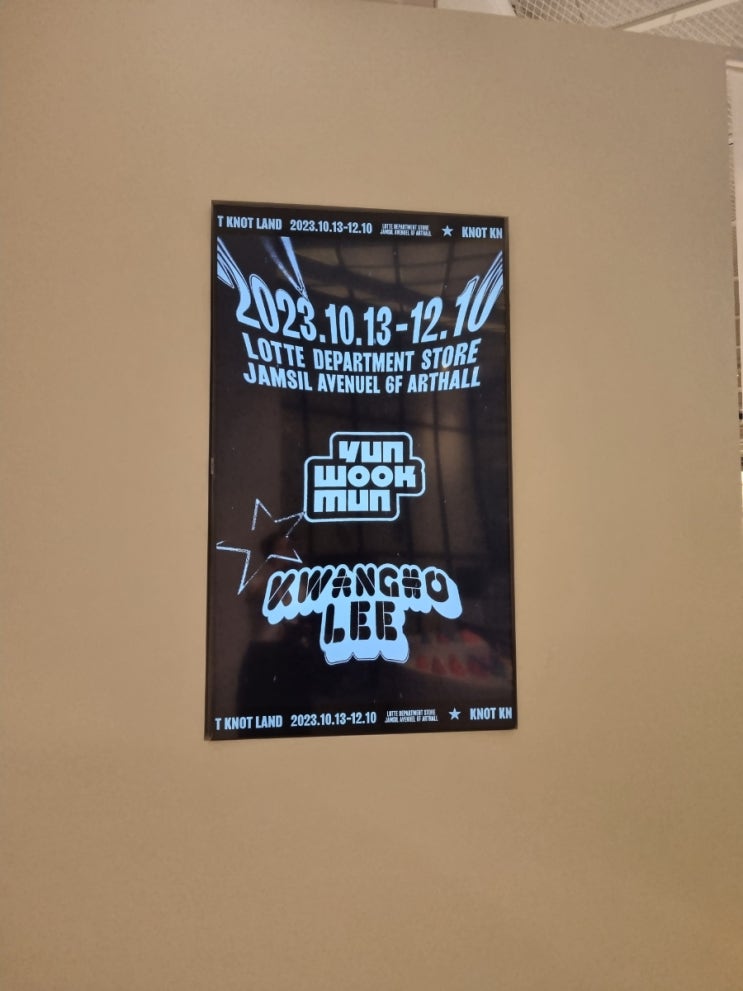 T KNOT LAND 2023.10.13-12.10 LOTTE DEPARTMENT STORE JAMSIL AVENUEL 6F ARTHALL ★ KNOT KN
2023.10.13-12.10
LOTTE DEPARTMENT STORE
JAMSIL AVENUEL 6F ARTHALL
YUN
WOOK
MUN
KWANGHO
LEE
T KNOT LAND 2023.10.13-12.10 LOTTE DEPARTMENT STORE JAMSIL AVENUEL 6F ARTHALL ★ KNOT KN